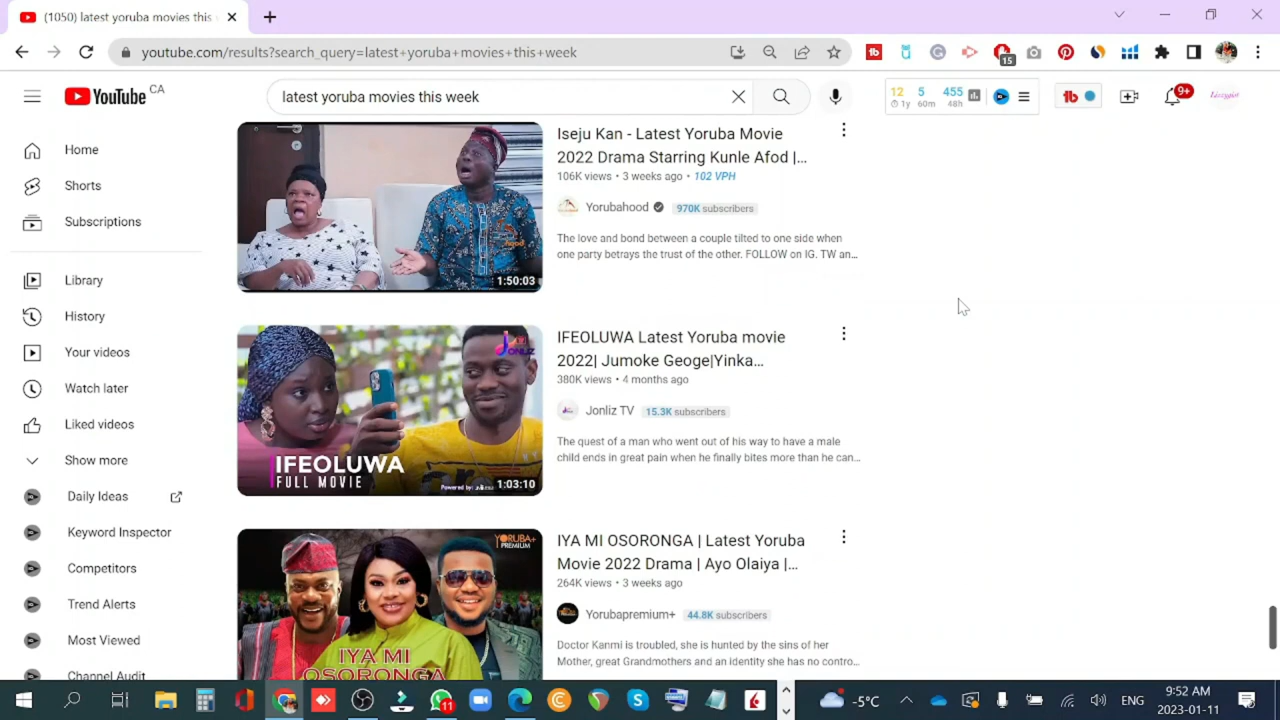 (1050) latest yoruba movies this
youtube.com/results?search_query=latest+yoruba+movies+this+week
15
YouTube CA
latest yoruba movies this week
12 5 455
1y 60m 48h
9+
Home
Shorts
Subscriptions
Library
History
Your videos
Watch later
Liked videos
Show more
Daily Ideas
Keyword Inspector
Competitors
Trend Alerts
Most Viewed
Channel Audit
1:50:03
Iseju Kan - Latest Yoruba Movie
2022 Drama Starring Kunle Afod |...
106K views • 3 weeks ago • 102 VPH
Yorubahood 970K subscribers
The love and bond between a couple tilted to one side when
one party betrays the trust of the other. FOLLOW on IG. TW an...
JONLIZ
IFEOLUWA
FULL MOVIE
Powered by:
1:03:10
IFEOLUWA Latest Yoruba movie
2022| Jumoke Geoge|Yinka...
380K views • 4 months ago
Jonliz TV 15.3K subscribers
The quest of a man who went out of his way to have a male
child ends in great pain when he finally bites more than he can...
YORUBA+
PREMIUM
IYA MI
OSORONGA
IYA MI OSORONGA | Latest Yoruba
Movie 2022 Drama | Ayo Olaiya |...
264K views • 3 weeks ago
Yorubapremium+ 44.8K subscribers
Doctor Kanmi is troubled, she is hunted by the sins of her
Mother, great Grandmothers and an identity she has no contro...
11
-5°C
ENG
9:52 AM
2023-01-11